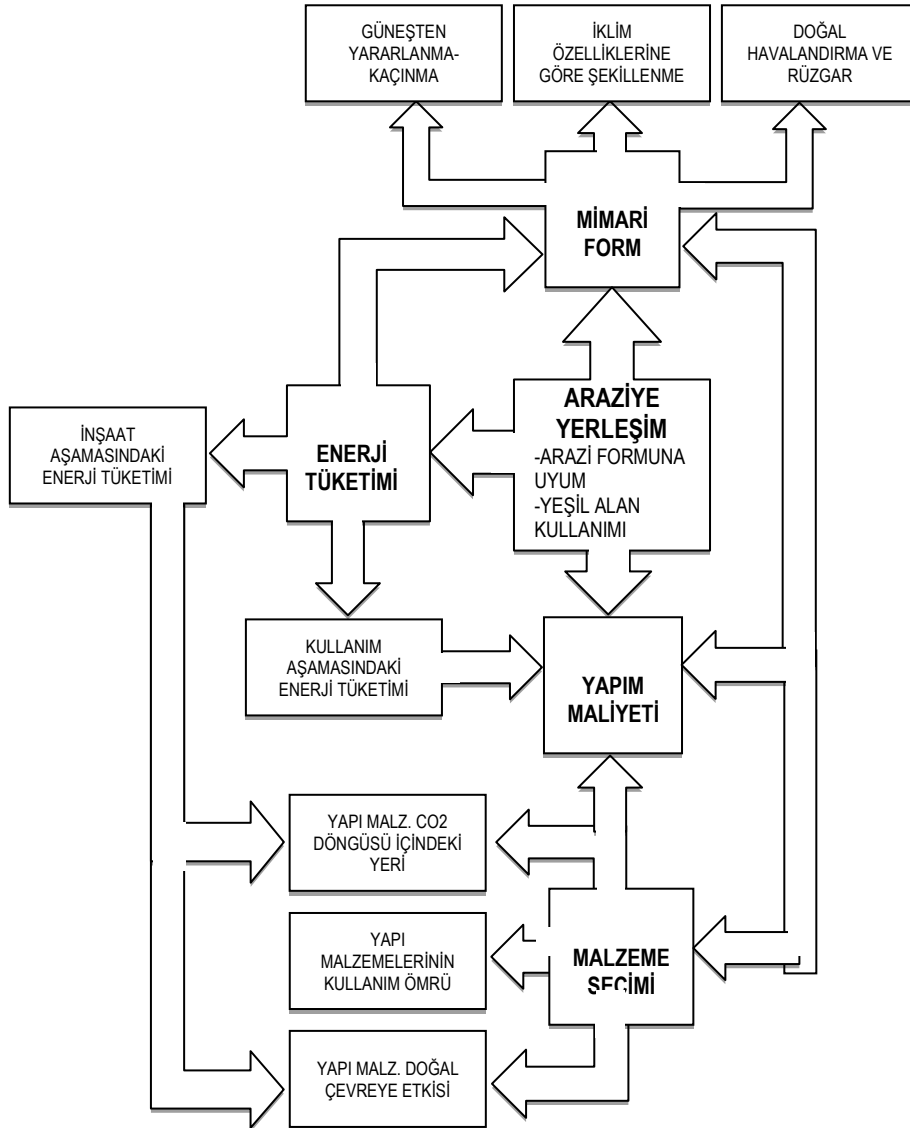 GÜNEŞTEN
YARARLANMA-
KAÇINMA
İKLİM
ÖZELLİKLERİNE
GÖRE ŞEKİLLENME
DOĞAL
HAVALANDIRMA VE
RÜZGAR
MİMARİ
FORM
ARAZİYE
YERLEŞİM
-ARAZİ FORMUNA
UYUM
-YEŞİL ALAN
KULLANIMI
ENERJİ
TÜKETİMİ
İNŞAAT
AŞAMASINDAKİ
ENERJİ TÜKETİMİ
KULLANIM
AŞAMASINDAKİ
ENERJİ TÜKETİMİ
YAPIM
MALİYETİ
YAPI MALZ. CO2
DÖNGÜSÜ İÇİNDEKİ
YERİ
YAPI
MALZEMELERİNİN
KULLANIM ÖMRÜ
MALZEME
SEÇİMİ
YAPI MALZ. DOĞAL
ÇEVREYE ETKİSİ